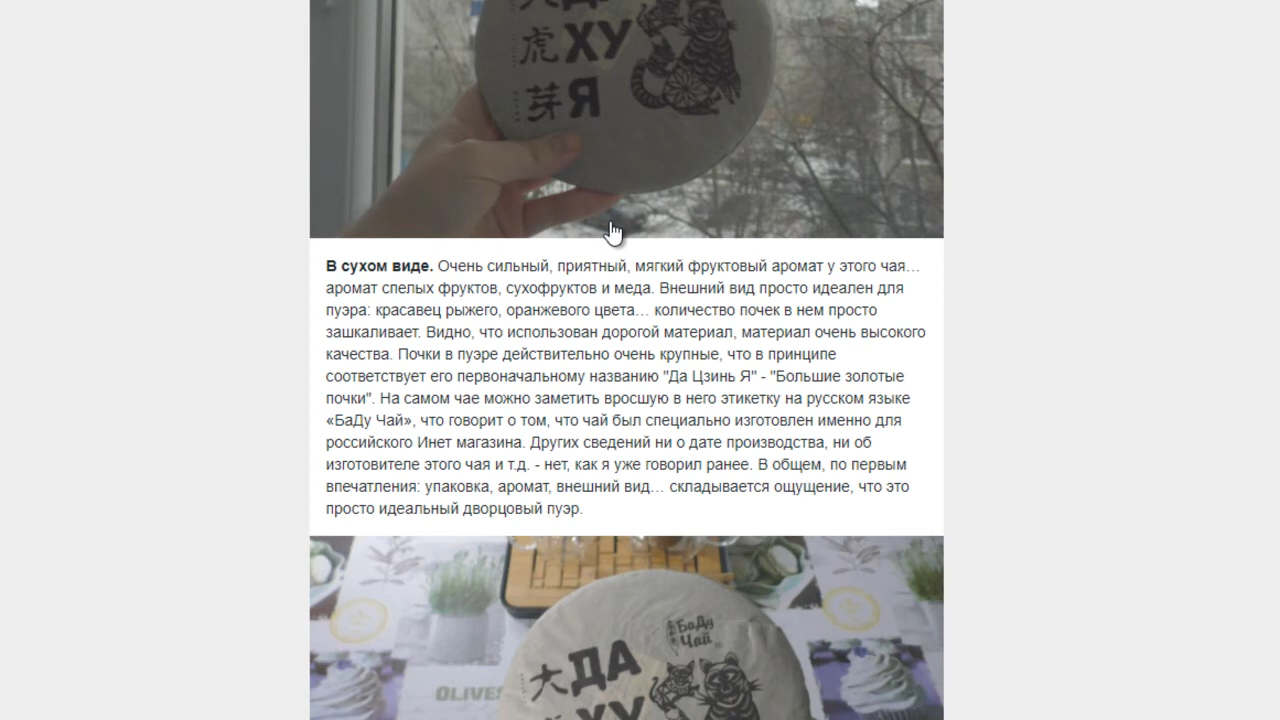 虎 ХУ
芽 Я
В сухом виде. Очень сильный, приятный, мягкий фруктовый аромат у этого чая…
аромат спелых фруктов, сухофруктов и меда. Внешний вид просто идеален для
пуэра: красавец рыжего, оранжевого цвета… количество почек в нем просто
зашкаливает. Видно, что использован дорогой материал, материал очень высокого
качества. Почки в пуэре действительно очень крупные, что в принципе
соответствует его первоначальному названию "Да Цзинь Я" - "Большие золотые
почки". На самом чае можно заметить вросшую в него этикетку на русском языке
«БаДу Чай», что говорит о том, что чай был специально изготовлен именно для
российского Инет магазина. Других сведений ни о дате производства, ни об
изготовителе этого чая и т.д. - нет, как я уже говорил ранее. В общем, по первым
впечатления: упаковка, аромат, внешний вид… складывается ощущение, что это
просто идеальный дворцовый пуэр.
БаДу
Чай
大 ДА
ХУ
OLIVES